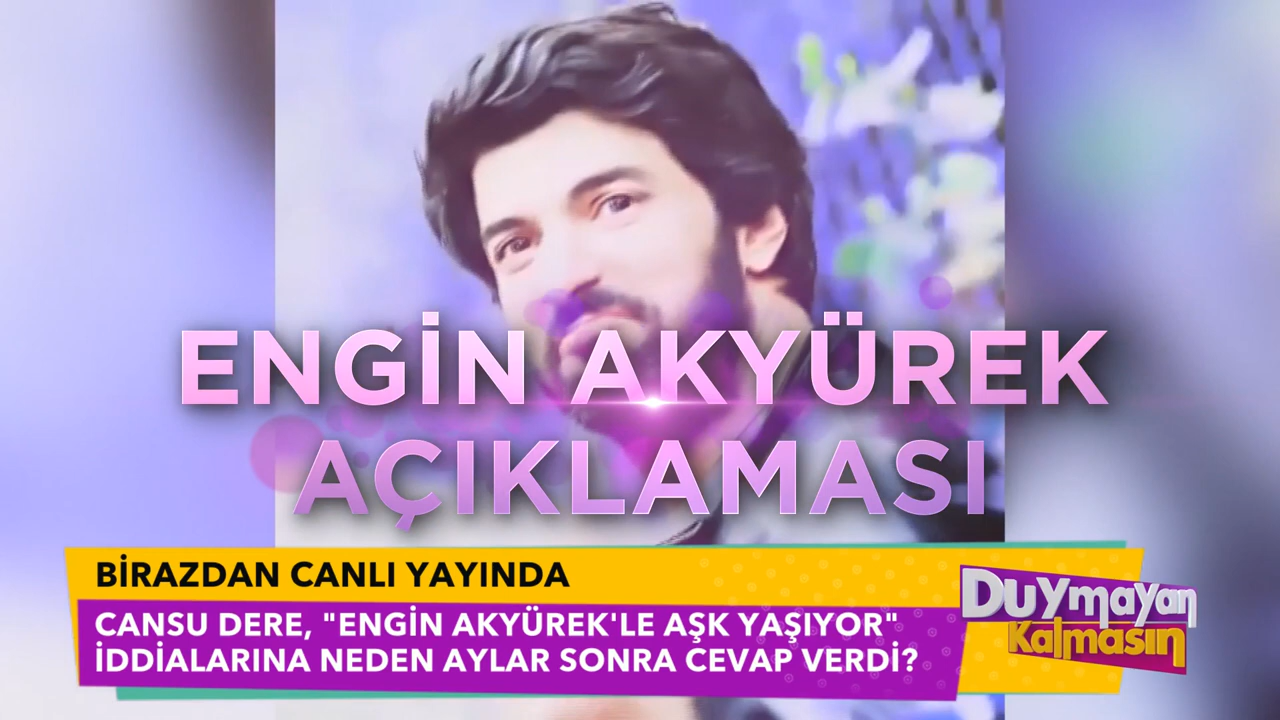 ENGİN AKYÜREK
AÇIKLAMASI
BİRAZDAN CANLI YAYINDA
CANSU DERE, "ENGİN AKYÜREK'LE AŞK YAŞIYOR"
İDDİALARINA NEDEN AYLAR SONRA CEVAP VERDİ?
Duymayan
Kalmasın